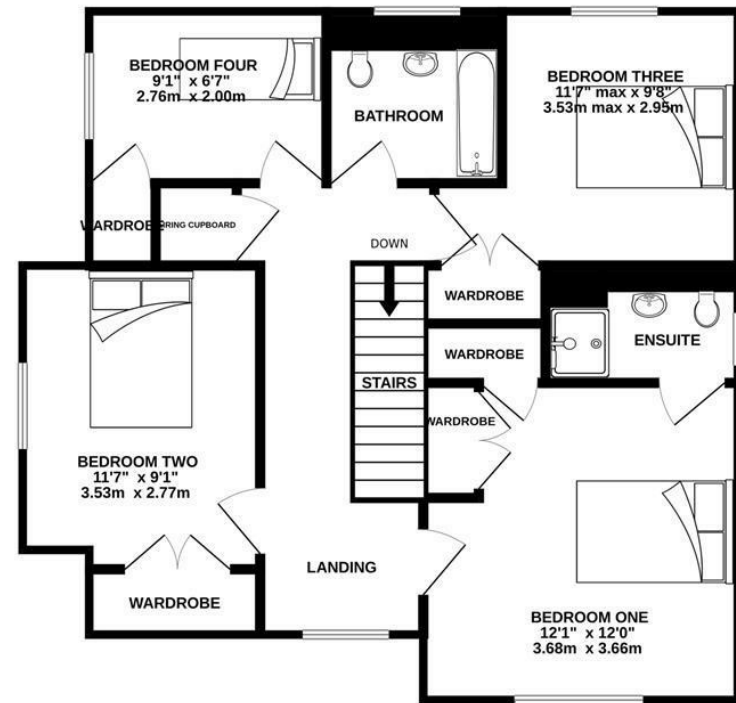 BEDROOM FOUR
9'1" x 6'7"
2.76m x 2.00m
BATHROOM
BEDROOM THREE
11'7" max x 9'8"
3.53m max x 2.95m
WARDROBE
RING CUPBOARD
DOWN
WARDROBE
WARDROBE
ENSUITE
STAIRS
WARDROBE
BEDROOM TWO
11'7" x 9'1"
3.53m x 2.77m
WARDROBE
LANDING
BEDROOM ONE
12'1" x 12'0"
3.68m x 3.66m